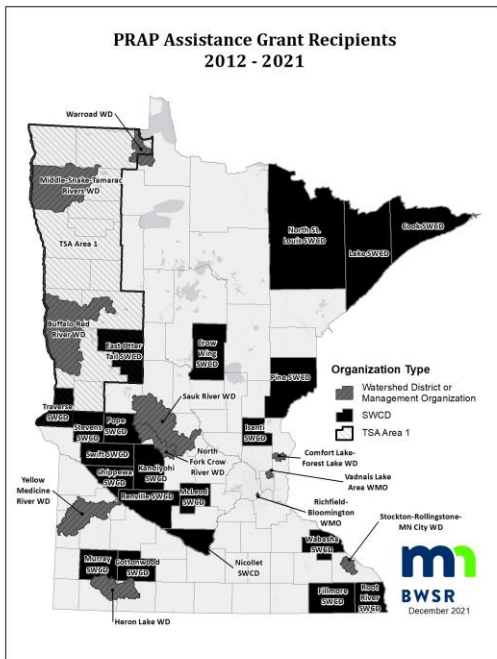 PRAP Assistance Grant Recipients
2012 - 2021
Warroad WD
Middle-Snake-Tamarac
Rivers WD
TSA Area 1
North St.
Louis SWCD
Lake SWCD
Cook SWCD
Buffalo-Red
River WD
East Otter
Tail SWCD
Crow
Wing
SWCD
Pine SWCD
Organization Type
Watershed District or
Management Organization
SWCD
TSA Area 1
Traverse
SWCD
Stevens
SWCD
Pope
SWCD
Sauk River WD
Isanti
SWCD
Swift SWCD
North
Fork Crow
River WD
Comfort Lake-
Forest Lake WD
Chippewa
SWCD
Kandiyohi
SWCD
Vadnais Lake
Area WMO
Yellow
Medicine
River WD
Renville SWCD
McLeod
SWCD
Richfield-
Bloomington
WMO
Stockton-Rollingstone-
MN City WD
Wabasha
SWCD
Murray
SWCD
Cottonwood
SWCD
Nicollet
SWCD
Fillmore
SWCD
Root
River
SWCD
Heron Lake WD
mn
BWSR
December 2021